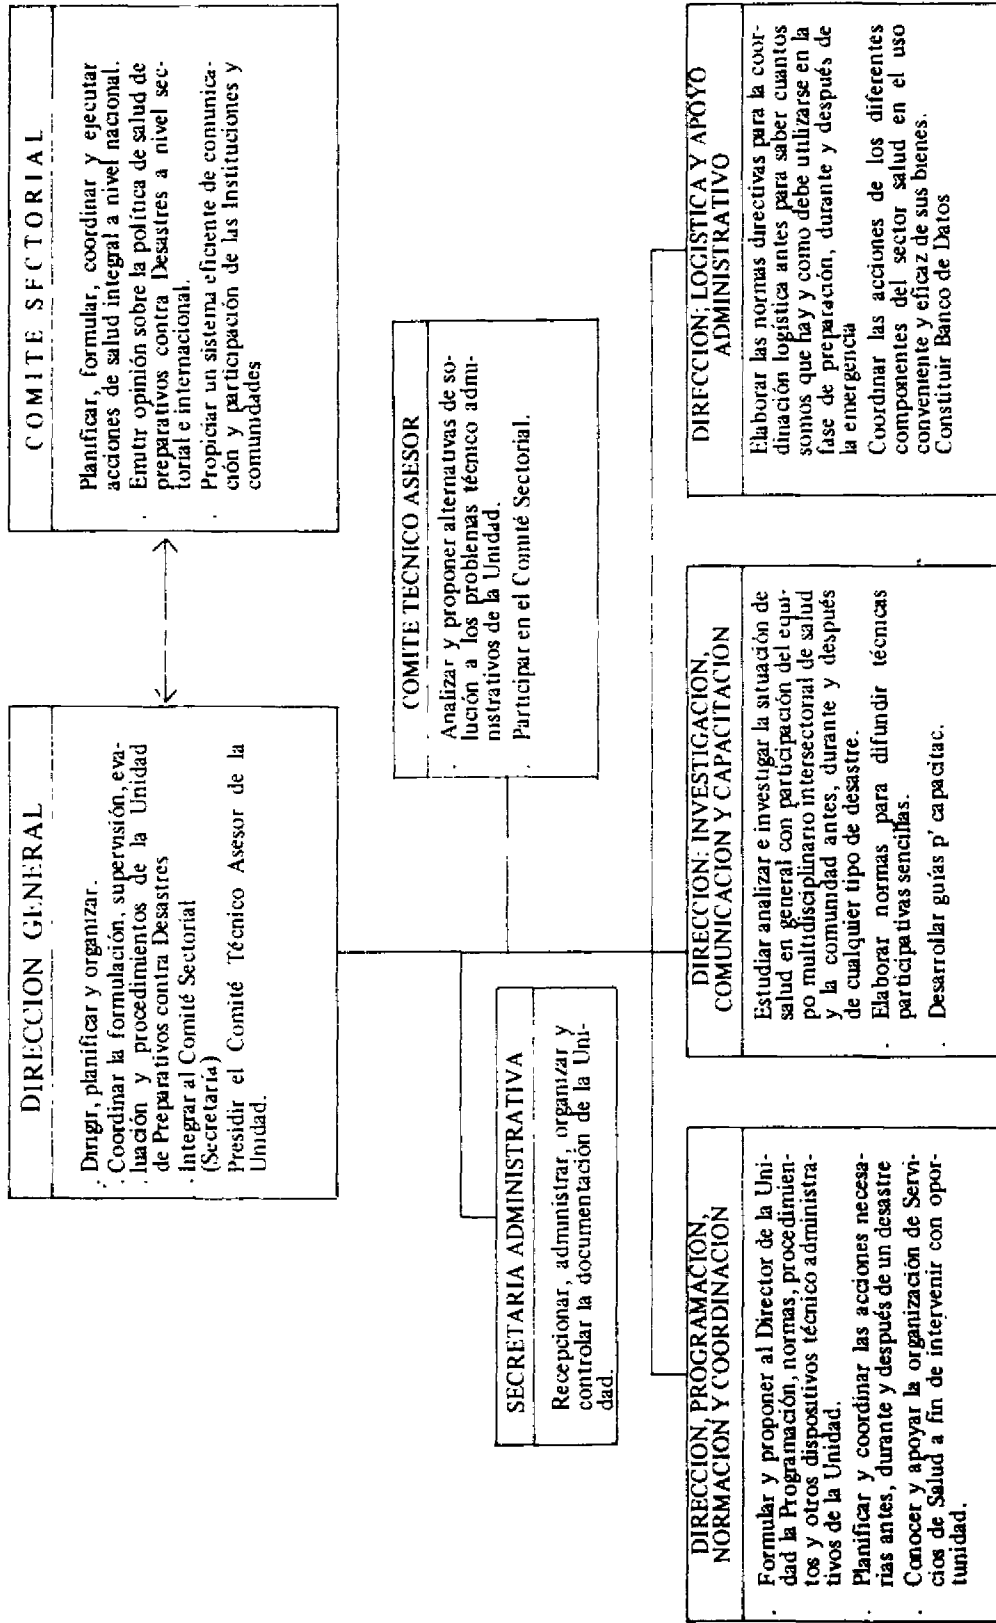 DIRECCION GENERAL
. Dirigir, planificar y organizar.
. Coordinar la formulación, supervisión, eva-
luación y procedimientos de la Unidad
de Preparativos contra Desastres
. Integrar al Comité Sectorial
(Secretaría)
Presidir el Comité Técnico Asesor de la
Unidad.
COMITE SECTORIAL
Planificar, formular, coordinar y ejecutar
acciones de salud integral a nivel nacional.
Emitir opinión sobre la política de salud de
preparativos contra Desastres a nivel sec-
torial e internacional.
. Propiciar un sistema eficiente de comunica-
ción y participación de las Instituciones y
comunidades
COMITE TECNICO ASESOR
. Analizar y proponer alternativas de so-
lución a los problemas técnico admi-
nistrativos de la Unidad.
. Participar en el Comité Sectorial.
SECRETARIA ADMINISTRATIVA
Recepcionar, administrar, organizar y
controlar la documentación de la Uni-
dad.
DIRECCION, PROGRAMACION,
NORMACION Y COORDINACION
. Formular y proponer al Director de la Uni-
dad la Programación, normas, procedimien-
tos y otros dispositivos técnico administra-
tivos de la Unidad.
. Planificar y coordinar las acciones necesa-
rias antes, durante y después de un desastre
. Conocer y apoyar la organización de Servi-
cios de Salud a fin de intervenir con opor-
tunidad.
DIRECCION: INVESTIGACION,
COMUNICACION Y CAPACITACION
Estudiar analizar e investigar la situación de
salud en general con participación del equi-
po multidisciplinario intersectorial de salud
y la comunidad antes, durante y después
de cualquier tipo de desastre.
. Elaborar normas para difundir técnicas
participativas sencillas.
. Desarrollar guías p' capacitac.
DIRECCION; LOGISTICA Y APOYO
ADMINISTRATIVO
Elaborar las normas directivas para la coor-
dinación logística antes para saber cuantos
somos que hay y como debe utilizarse en la
fase de preparación, durante y después de
la emergencia
Coordinar las acciones de los diferentes
componentes del sector salud en el uso
conveniente y eficaz de sus bienes.
. Constituir Banco de Datos